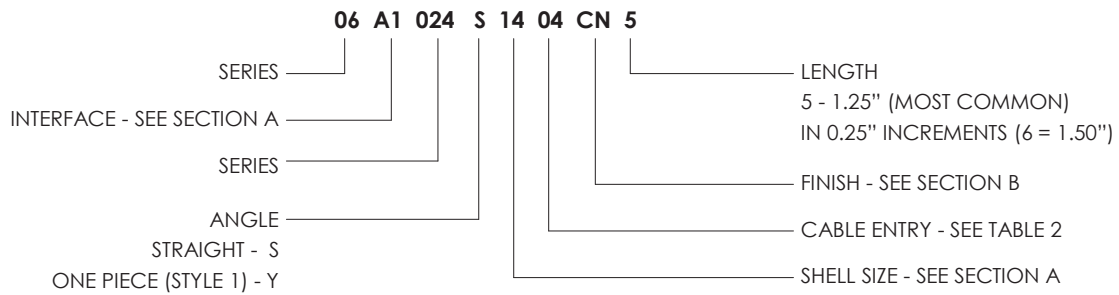 06 A1 024 S 14 04 CN 5
SERIES
INTERFACE - SEE SECTION A
SERIES
ANGLE
STRAIGHT - S
ONE PIECE (STYLE 1) - Y
LENGTH
5 - 1.25” (MOST COMMON)
IN 0.25” INCREMENTS (6 = 1.50”)
FINISH - SEE SECTION B
CABLE ENTRY - SEE TABLE 2
SHELL SIZE - SEE SECTION A